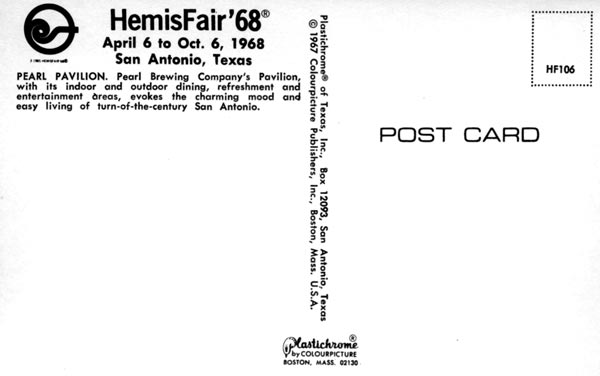 HemisFair '68®
April 6 to Oct. 6, 1968
San Antonio, Texas
PEARL PAVILION. Pearl Brewing Company's Pavilion,
with its indoor and outdoor dining, refreshment and
entertainment areas, evokes the charming mood and
easy living of turn-of-the-century San Antonio.
Plastichrome® of Texas, Inc., Box 12093, San Antonio, Texas
© 1967 Colourpicture Publishers, Inc., Boston, Mass. U.S.A.
HF106
POST CARD
Plastichrome®
by COLOURPICTURE
BOSTON, MASS. 02130